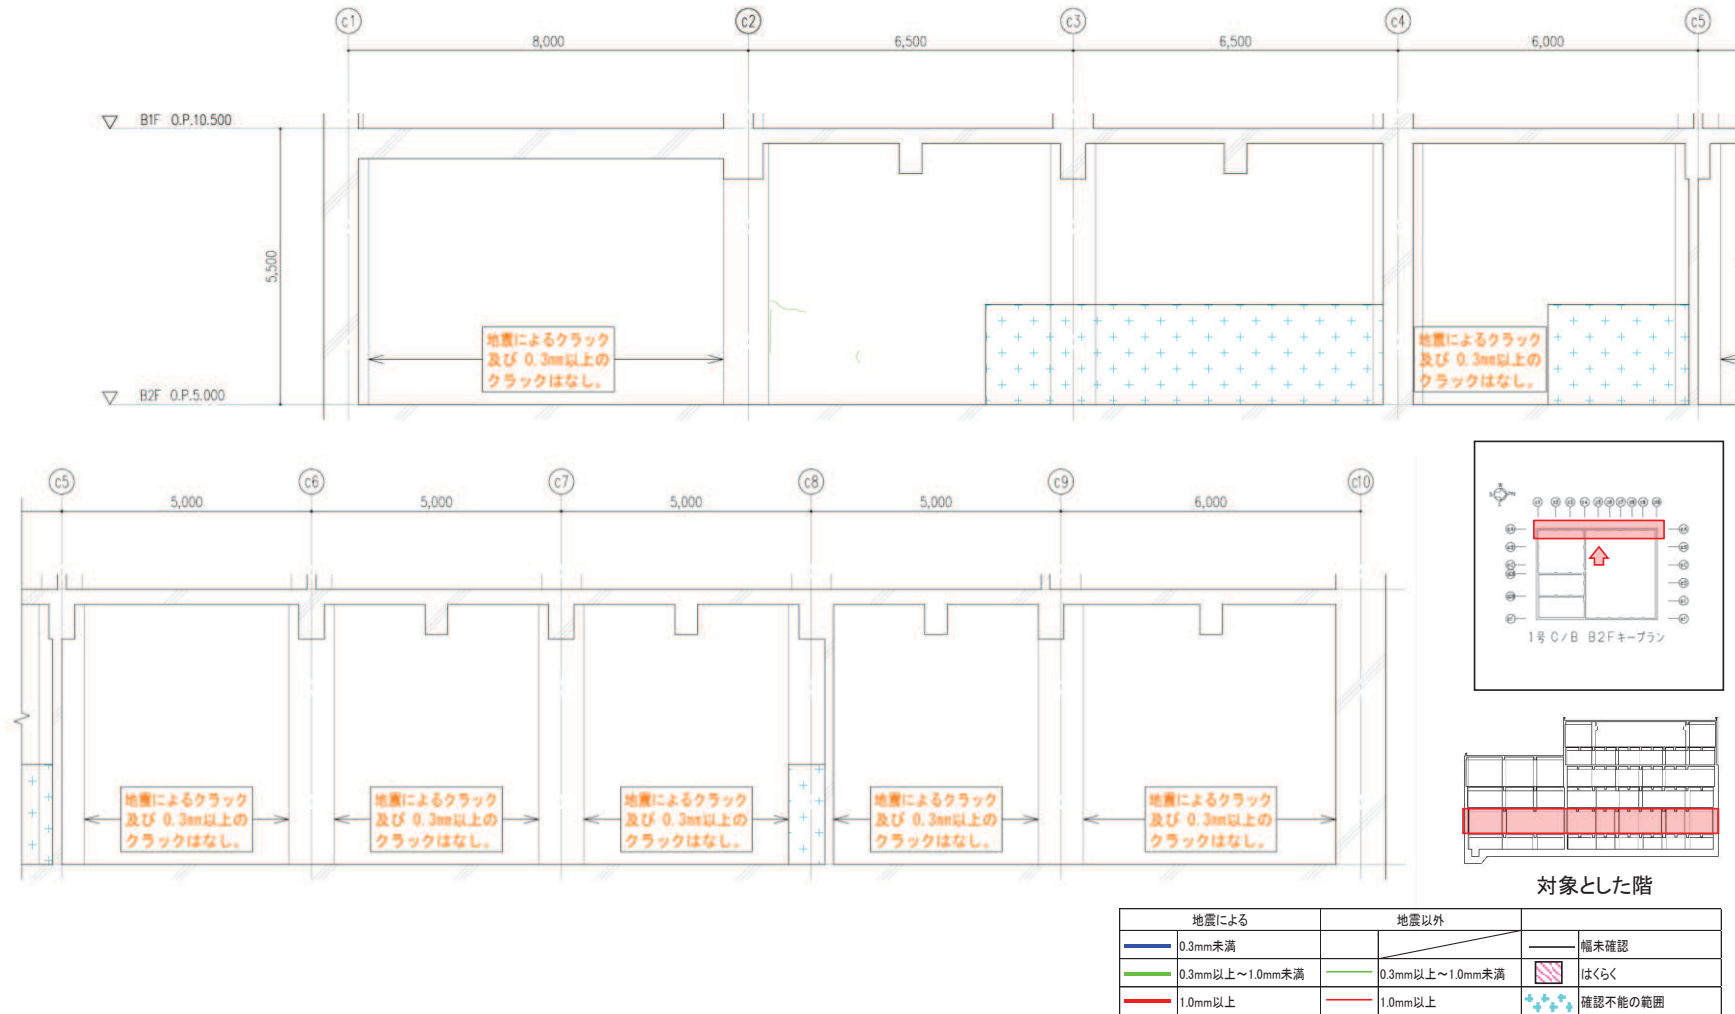 c1 c2 c3 c4 c5
8,000 6,500 6,500 6,000
B1F O.P.10.500
5,500
地震によるクラック
及び 0.3mm以上の
クラックはなし。
地震によるクラック
及び 0.3mm以上の
クラックはなし。
B2F O.P.5.000
c5 c6 c7 c8 c9 c10
5,000 5,000 5,000 5,000 6,000
地震によるクラック
及び 0.3mm以上の
クラックはなし。
地震によるクラック
及び 0.3mm以上の
クラックはなし。
地震によるクラック
及び 0.3mm以上の
クラックはなし。
地震によるクラック
及び 0.3mm以上の
クラックはなし。
地震によるクラック
及び 0.3mm以上の
クラックはなし。
1号 C/B B2Fキープラン
対象とした階
地震による 地震以外
0.3mm未満 幅未確認
0.3mm以上～1.0mm未満 0.3mm以上～1.0mm未満 はくらく
1.0mm以上 1.0mm以上 確認不能の範囲